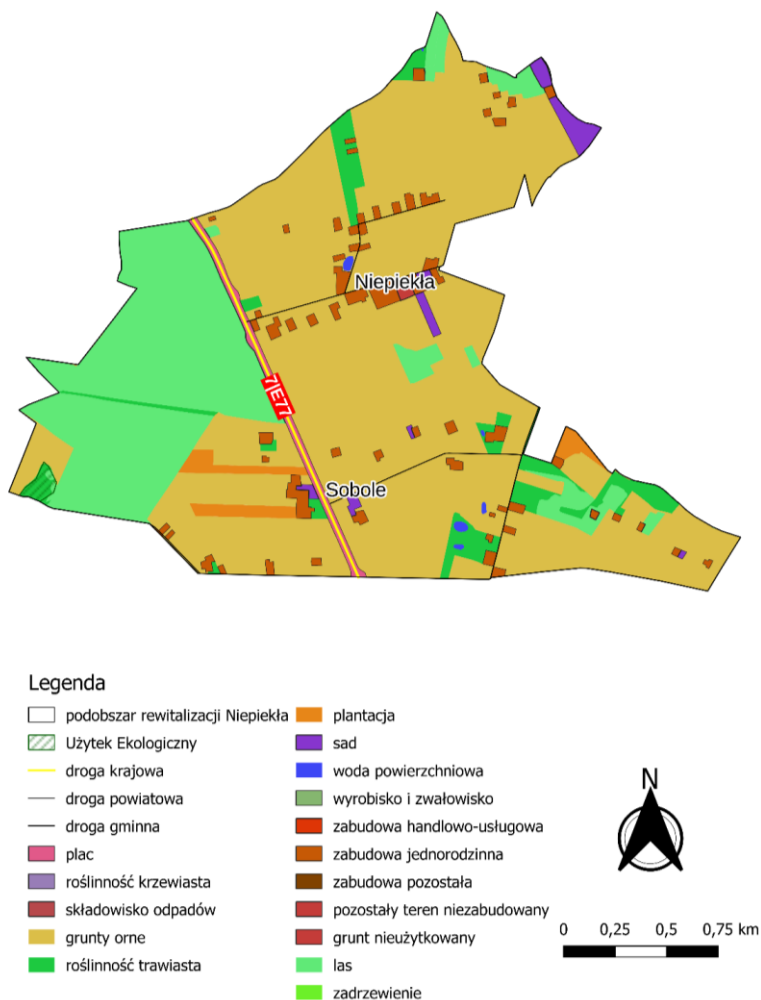 Niepiekła
7|E77
Sobole
Legenda
podobszar rewitalizacji Niepiekła
Użytek Ekologiczny
droga krajowa
droga powiatowa
droga gminna
plac
roślinność krzewiasta
składowisko odpadów
grunty orne
roślinność trawiasta
plantacja
sad
woda powierzchniowa
wyrobisko i zwałowisko
zabudowa handlowo-usługowa
zabudowa jednorodzinna
zabudowa pozostała
pozostały teren niezabudowany
grunt nieużytkowany
las
zadrzewienie
N
0 0,25 0,5 0,75 km